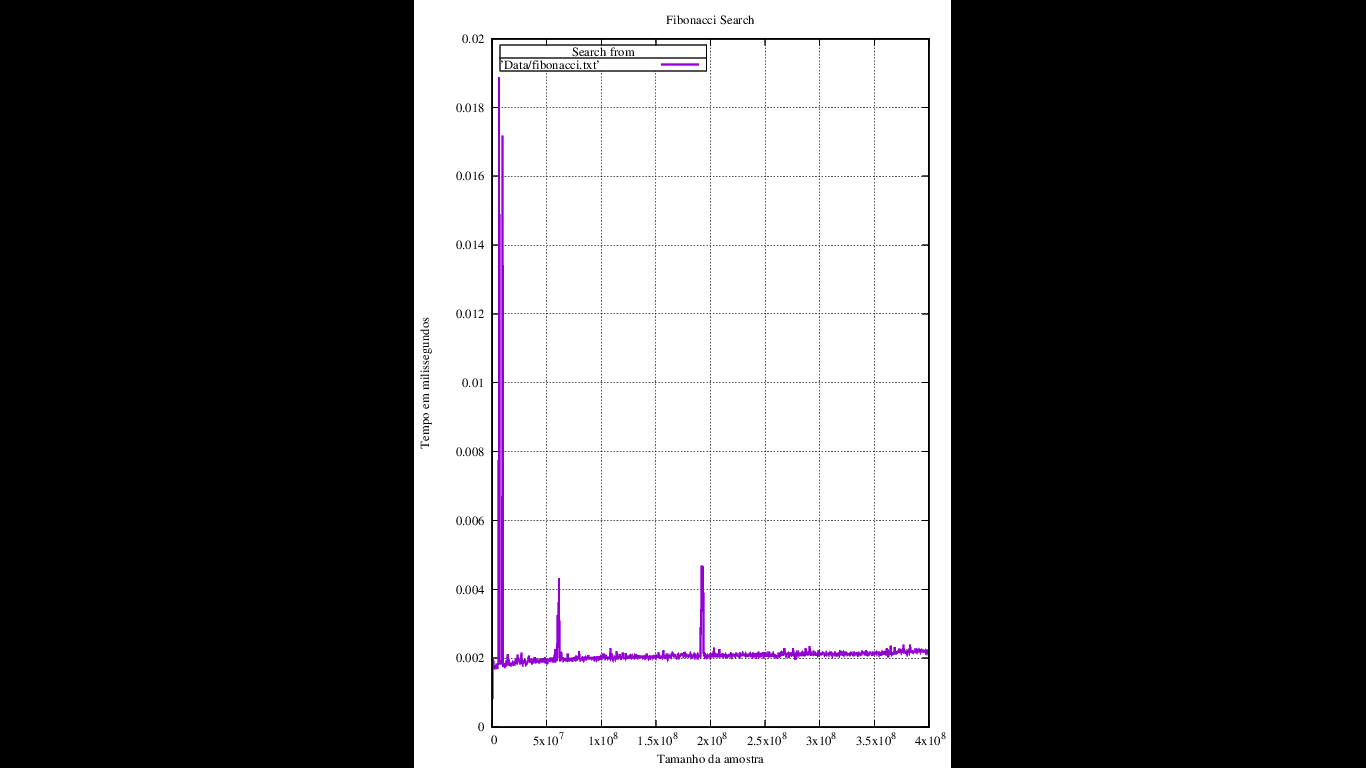 Fibonacci Search
Search from
'Data/fibonacci.txt'
0.02
0.018
0.016
0.014
0.012
0.01
0.008
0.006
0.004
0.002
0
Tempo em milissegundos
0 5x10^7 1x10^8 1.5x10^8 2x10^8 2.5x10^8 3x10^8 3.5x10^8 4x10^8
Tamanho da amostra